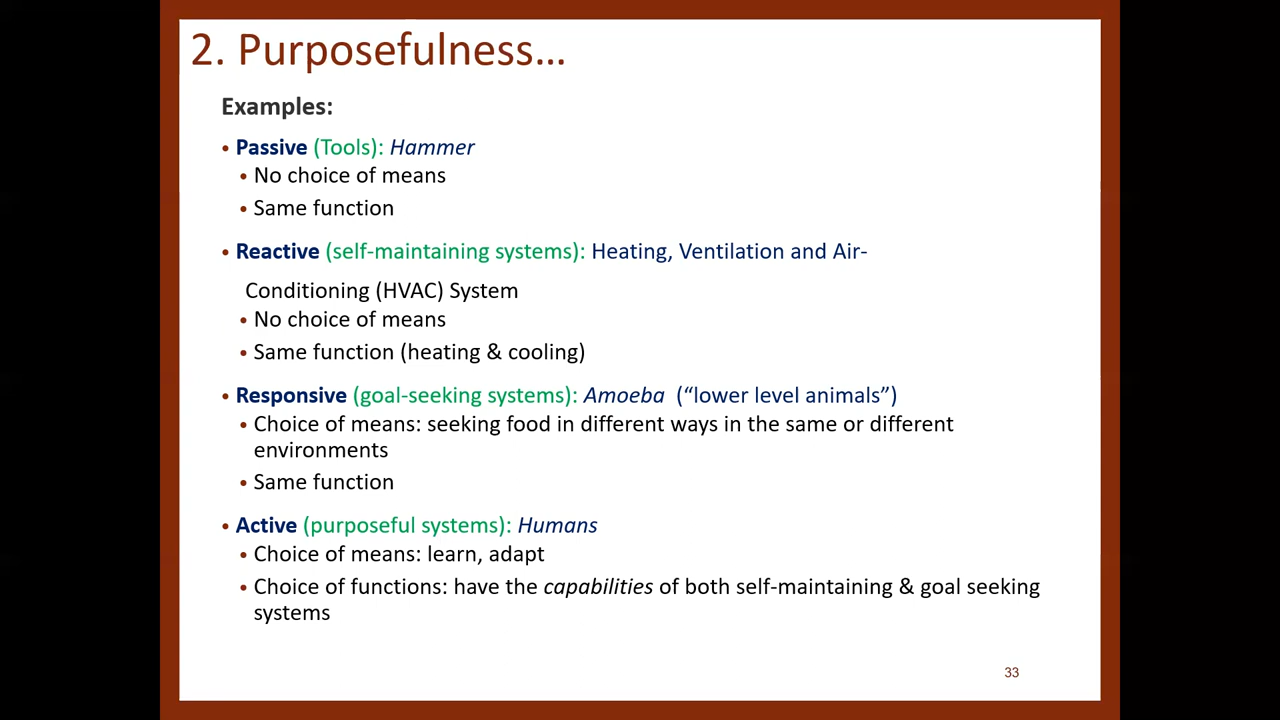 2. Purposefulness…
Examples:
• Passive (Tools): Hammer
• No choice of means
• Same function
• Reactive (self-maintaining systems): Heating, Ventilation and Air-
Conditioning (HVAC) System
• No choice of means
• Same function (heating & cooling)
• Responsive (goal-seeking systems): Amoeba (“lower level animals”)
• Choice of means: seeking food in different ways in the same or different
environments
• Same function
• Active (purposeful systems): Humans
• Choice of means: learn, adapt
• Choice of functions: have the capabilities of both self-maintaining & goal seeking
systems
33